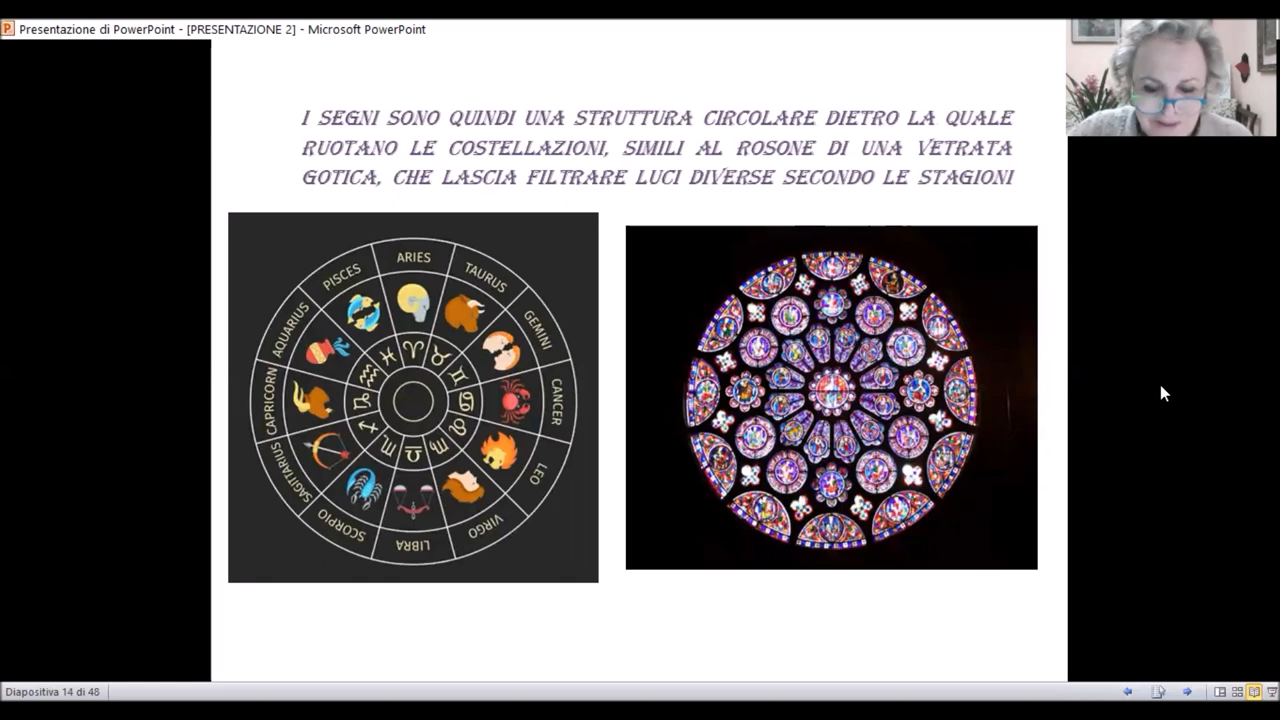 Presentazione di PowerPoint - [PRESENTAZIONE 2] - Microsoft PowerPoint
I SEGNI SONO QUINDI UNA STRUTTURA CIRCOLARE DIETRO LA QUALE
RUOTANO LE COSTELLAZIONI, SIMILI AL ROSONE DI UNA VETRATA
GOTICA, CHE LASCIA FILTRARE LUCI DIVERSE SECONDO LE STAGIONI
ARIES
TAURUS
GEMINI
CANCER
LEO
VIRGO
LIBRA
SCORPIO
SAGITTARIUS
CAPRICORN
AQUARIUS
PISCES
Diapositiva 14 di 48